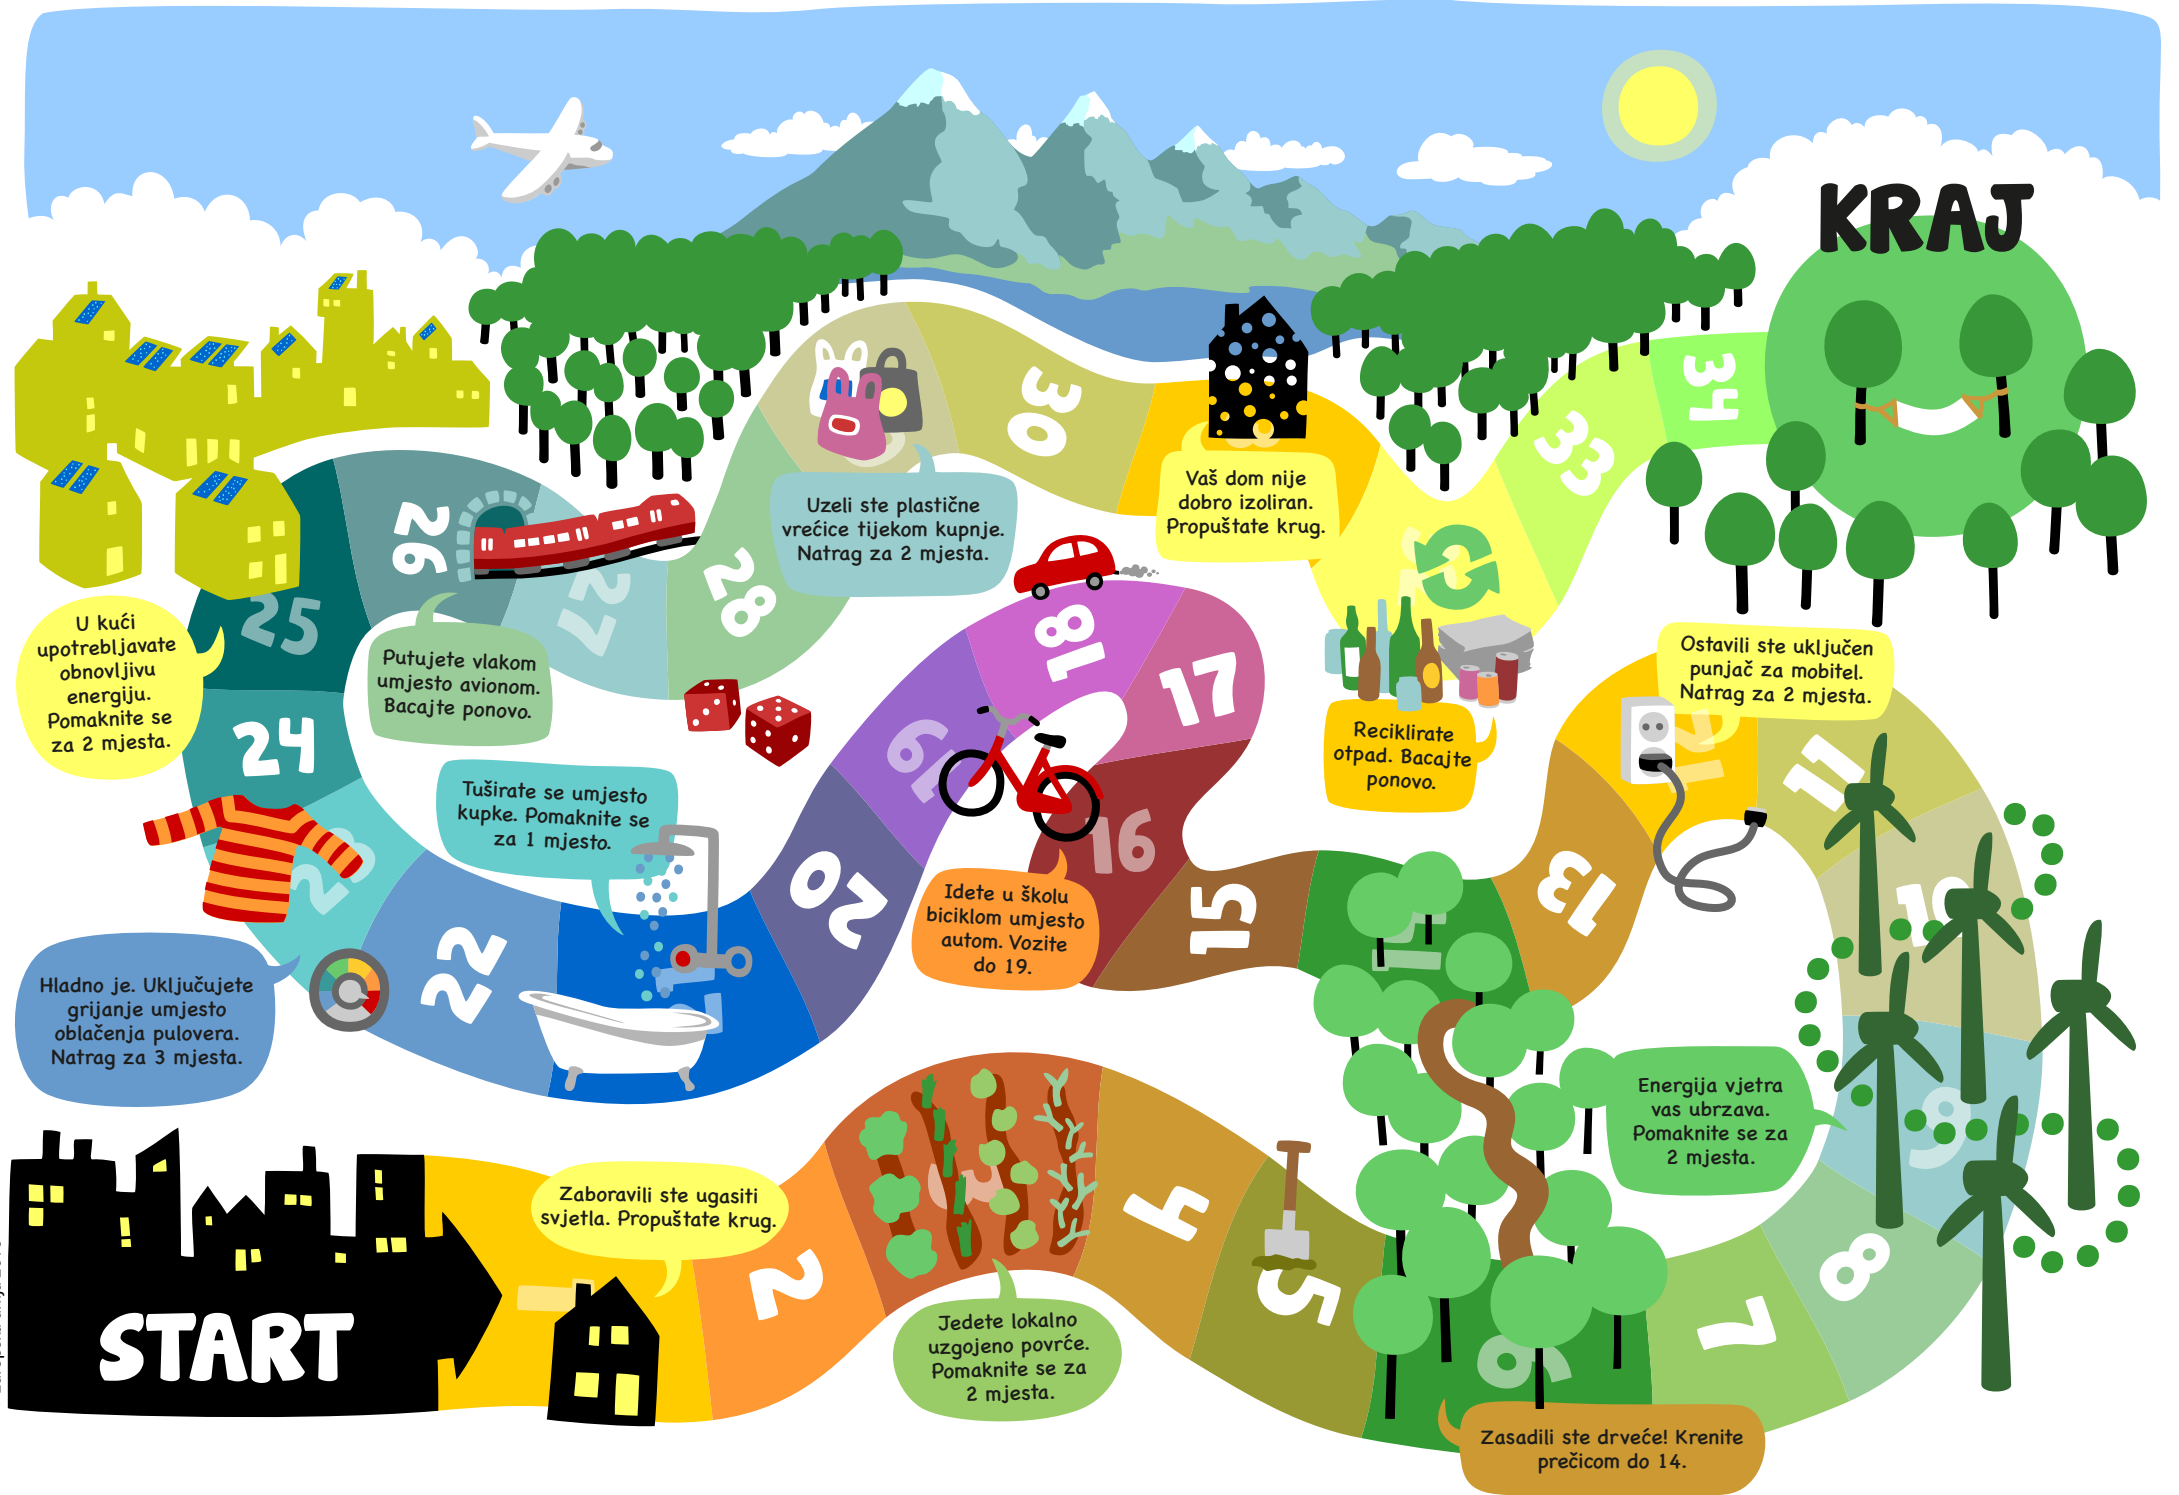 KRAJ
34
33
30
Vaš dom nije
dobro izoliran.
Propuštate krug.
Uzeli ste plastične
vrećice tijekom kupnje.
Natrag za 2 mjesta.
28
27
26
Putujete vlakom
umjesto avionom.
Bacajte ponovo.
25
U kući
upotrebljavate
obnovljivu
energiju.
Pomaknite se
za 2 mjesta.
24
23
Hladno je. Uključujete
grijanje umjesto
oblačenja pulovera.
Natrag za 3 mjesta.
22
Tuširate se umjesto
kupke. Pomaknite se
za 1 mjesto.
20
19
18
17
16
Idete u školu
biciklom umjesto
autom. Vozite
do 19.
15
Reciklirate
otpad. Bacajte
ponovo.
13
12
Ostavili ste uključen
punjač za mobitel.
Natrag za 2 mjesta.
11
10
9
Energija vjetra
vas ubrzava.
Pomaknite se za
2 mjesta.
8
7
6
Zasadili ste drveće! Krenite
prečicom do 14.
5
4
Jedete lokalno
uzgojeno povrće.
Pomaknite se za
2 mjesta.
2
Zaboravili ste ugasiti
svjetla. Propuštate krug.
START